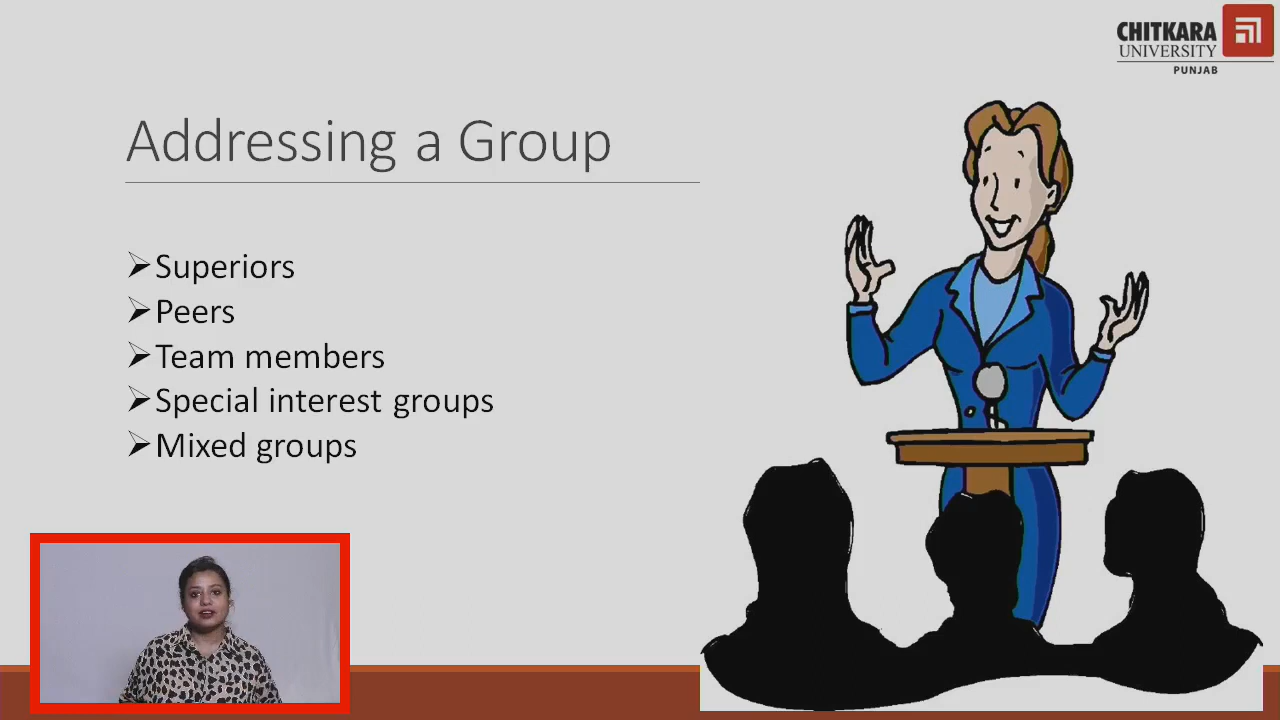 CHITKARA
UNIVERSITY
PUNJAB
Addressing a Group
Superiors
Peers
Team members
Special interest groups
Mixed groups